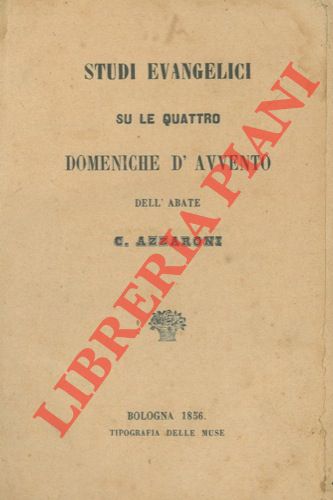 STUDI EVANGELICI
SU LE QUATTRO
DOMENICHE D' AVVENTO
DELL' ABATE
C. AZZARONI
BOLOGNA 1856.
TIPOGRAFIA DELLE MUSE
LIBRERIA PIANI